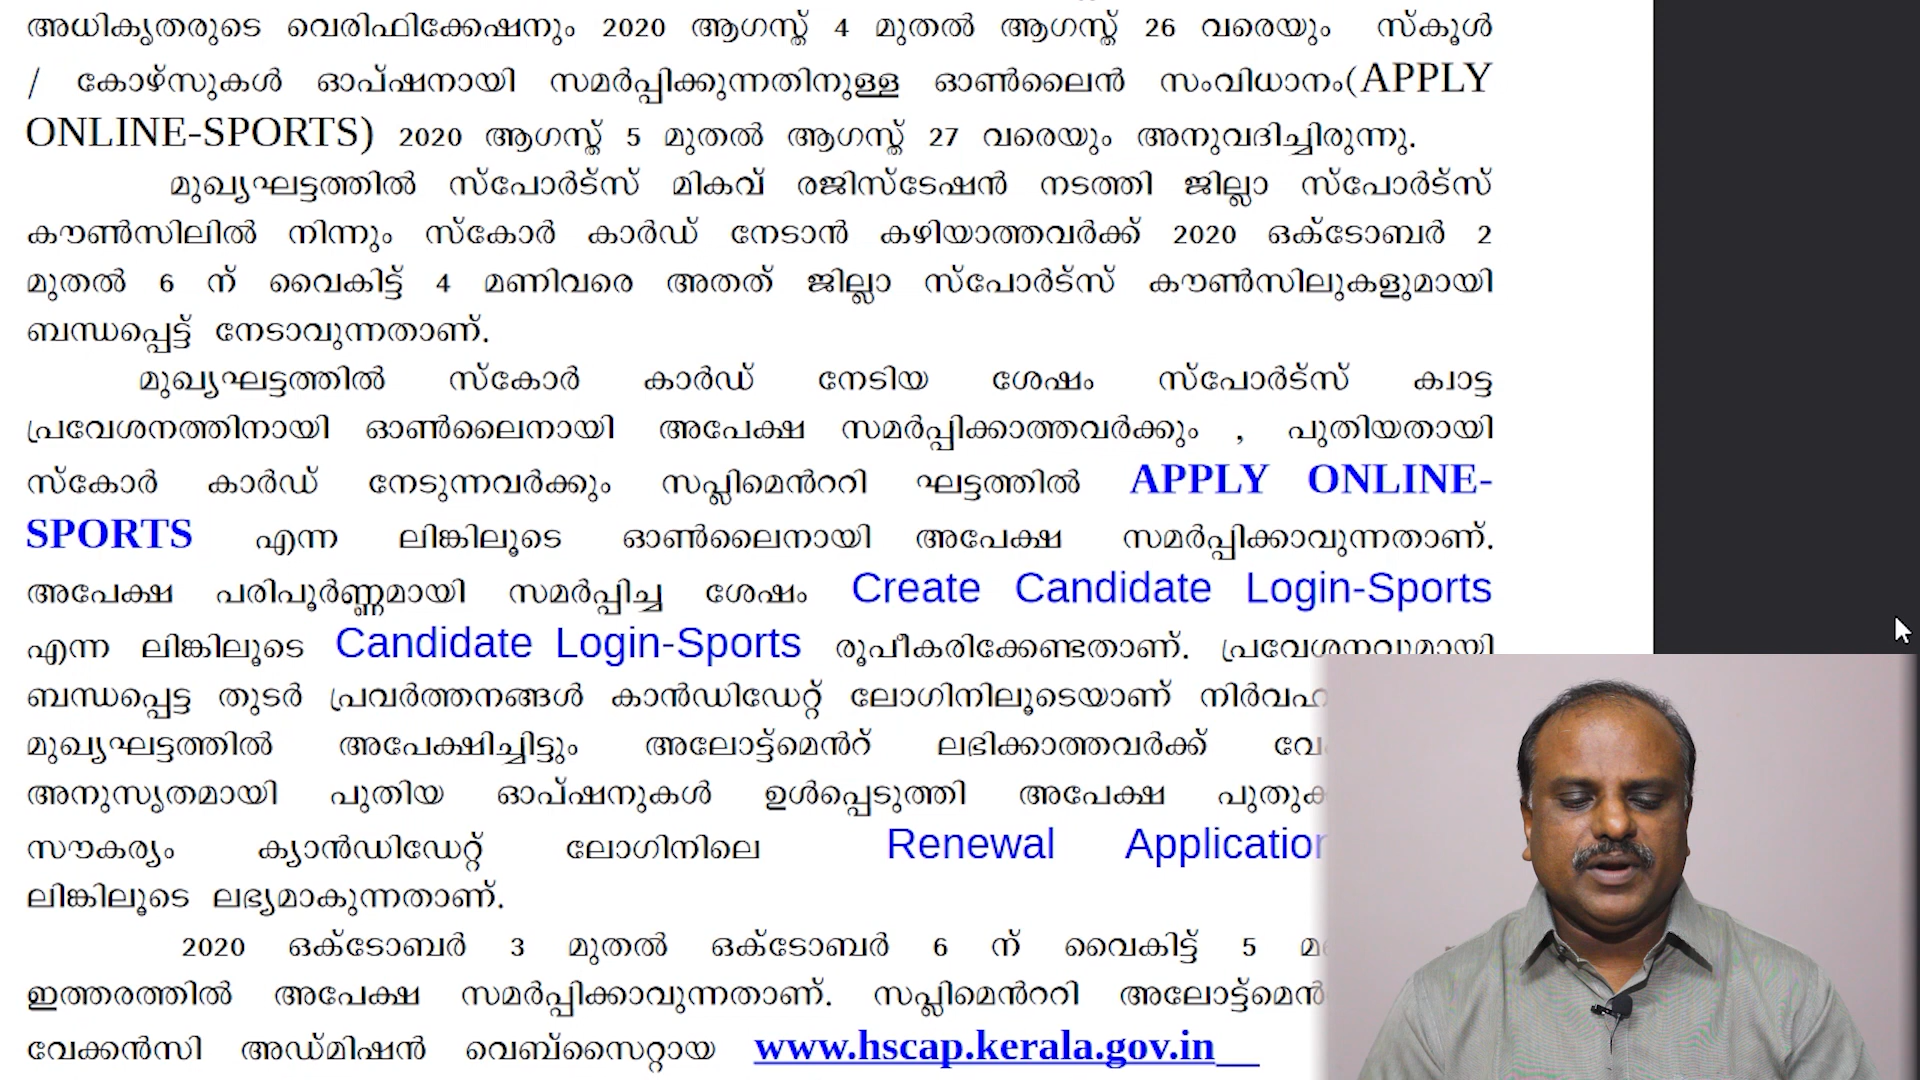 അധികൃതരുടെ വെരിഫിക്കേഷനും 2020 ആഗസ്റ്റ് 4 മുതൽ ആഗസ്റ്റ് 26 വരെയും സ്കൂൾ
/ കോഴ്സുകൾ ഓപ്ഷനായി സമർപ്പിക്കുന്നതിനുള്ള ഓൺലൈൻ സംവിധാനം(APPLY
ONLINE-SPORTS) 2020 ആഗസ്റ്റ് 5 മുതൽ ആഗസ്റ്റ് 27 വരെയും അനുവദിച്ചിരുന്നു.
മുഖ്യഘട്ടത്തിൽ സ്പോർട്സ് മികവ് രജിസ്ടേഷൻ നടത്തി ജില്ലാ സ്പോർട്സ്
കൗൺസിലിൽ നിന്നും സ്കോർ കാർഡ് നേടാൻ കഴിയാത്തവർക്ക് 2020 ഒക്ടോബർ 2
മുതൽ 6 ന് വൈകിട്ട് 4 മണിവരെ അതത് ജില്ലാ സ്പോർട്സ് കൗൺസിലുകളുമായി
ബന്ധപ്പെട്ട് നേടാവുന്നതാണ്.
മുഖ്യഘട്ടത്തിൽ സ്കോർ കാർഡ് നേടിയ ശേഷം സ്പോർട്സ് ക്വാട്ട
പ്രവേശനത്തിനായി ഓൺലൈനായി അപേക്ഷ സമർപ്പിക്കാത്തവർക്കും , പുതിയതായി
സ്കോർ കാർഡ് നേടുന്നവർക്കും സപ്ലിമെൻററി ഘട്ടത്തിൽ APPLY ONLINE-
SPORTS എന്ന ലിങ്കിലൂടെ ഓൺലൈനായി അപേക്ഷ സമർപ്പിക്കാവുന്നതാണ്.
അപേക്ഷ പരിപൂർണ്ണമായി സമർപ്പിച്ച ശേഷം Create Candidate Login-Sports
എന്ന ലിങ്കിലൂടെ Candidate Login-Sports രൂപീകരിക്കേണ്ടതാണ്. പ്രവേശനവുമായി
ബന്ധപ്പെട്ട തുടർ പ്രവർത്തനങ്ങൾ കാൻഡിഡേറ്റ് ലോഗിനിലൂടെയാണ്
മുഖ്യഘട്ടത്തിൽ അപേക്ഷിച്ചിട്ടും അലോട്ട്മെൻറ് ലഭിക്കാത്തവർക്ക്
അനുസൃതമായി പുതിയ ഓപ്ഷനുകൾ ഉൾപ്പെടുത്തി അപേക്ഷ
സൗകര്യം ക്യാൻഡിഡേറ്റ് ലോഗിനിലെ Renewal Application
ലിങ്കിലൂടെ ലഭ്യമാകുന്നതാണ്.
2020 ഒക്ടോബർ 3 മുതൽ ഒക്ടോബർ 6 ന് വൈകിട്ട് 5
ഇത്തരത്തിൽ അപേക്ഷ സമർപ്പിക്കാവുന്നതാണ്. സപ്ലിമെൻററി
വേക്കൻസി അഡ്മിഷൻ വെബ്സൈറ്റായ www.hscap.kerala.gov.in